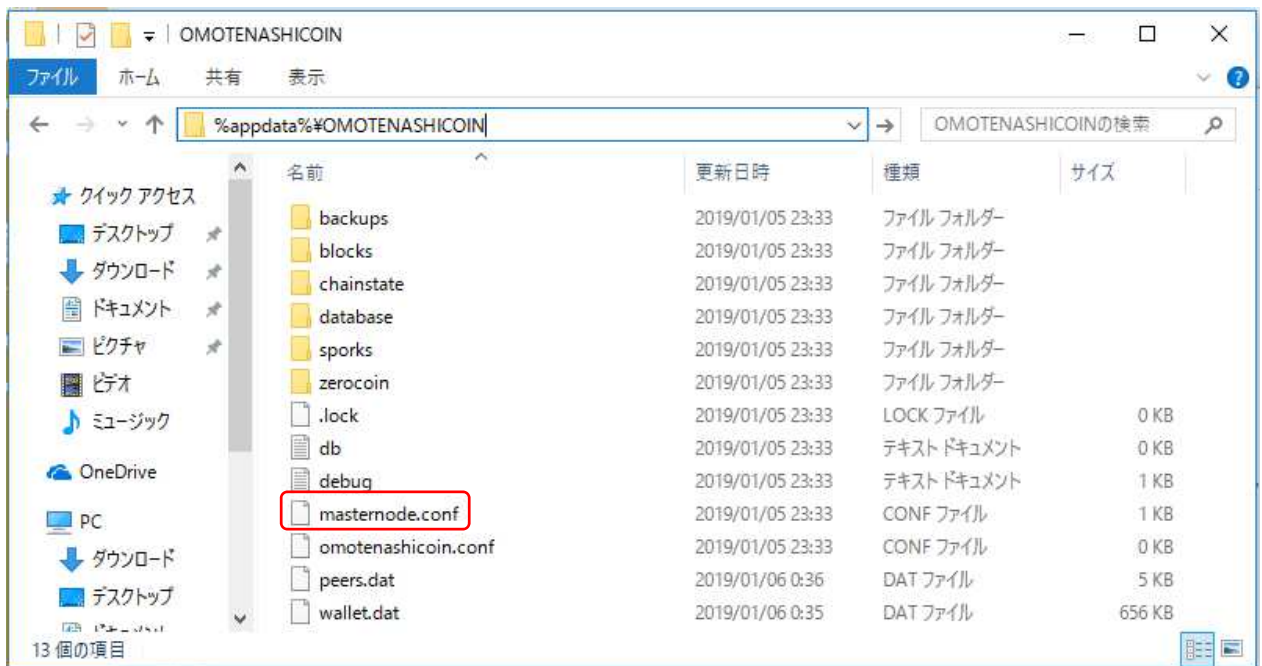 OMOTENASHICOIN
ファイル ホーム 共有 表示
%appdata%¥OMOTENASHICOIN
OMOTENASHICOINの検索
名前 更新日時 種類 サイズ
クイック アクセス
デスクトップ
ダウンロード
ドキュメント
ピクチャ
ビデオ
ミュージック
OneDrive
PC
ダウンロード
デスクトップ
backups 2019/01/05 23:33 ファイル フォルダー
blocks 2019/01/05 23:33 ファイル フォルダー
chainstate 2019/01/05 23:33 ファイル フォルダー
database 2019/01/05 23:33 ファイル フォルダー
sporks 2019/01/05 23:33 ファイル フォルダー
zerocoin 2019/01/05 23:33 ファイル フォルダー
.lock 2019/01/05 23:33 LOCK ファイル 0 KB
db 2019/01/05 23:33 テキスト ドキュメント 0 KB
debug 2019/01/05 23:33 テキスト ドキュメント 1 KB
masternode.conf 2019/01/05 23:33 CONF ファイル 1 KB
omotenashicoin.conf 2019/01/05 23:33 CONF ファイル 0 KB
peers.dat 2019/01/06 0:36 DAT ファイル 5 KB
wallet.dat 2019/01/06 0:35 DAT ファイル 656 KB
13 個の項目